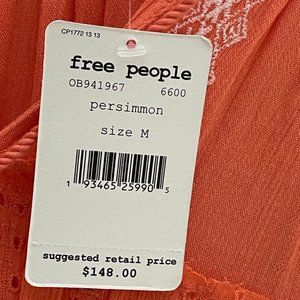 CP1772 13 13
free people
OB941967 6600
persimmon
size M
1 93465 25990 5
suggested retail price
$148.00